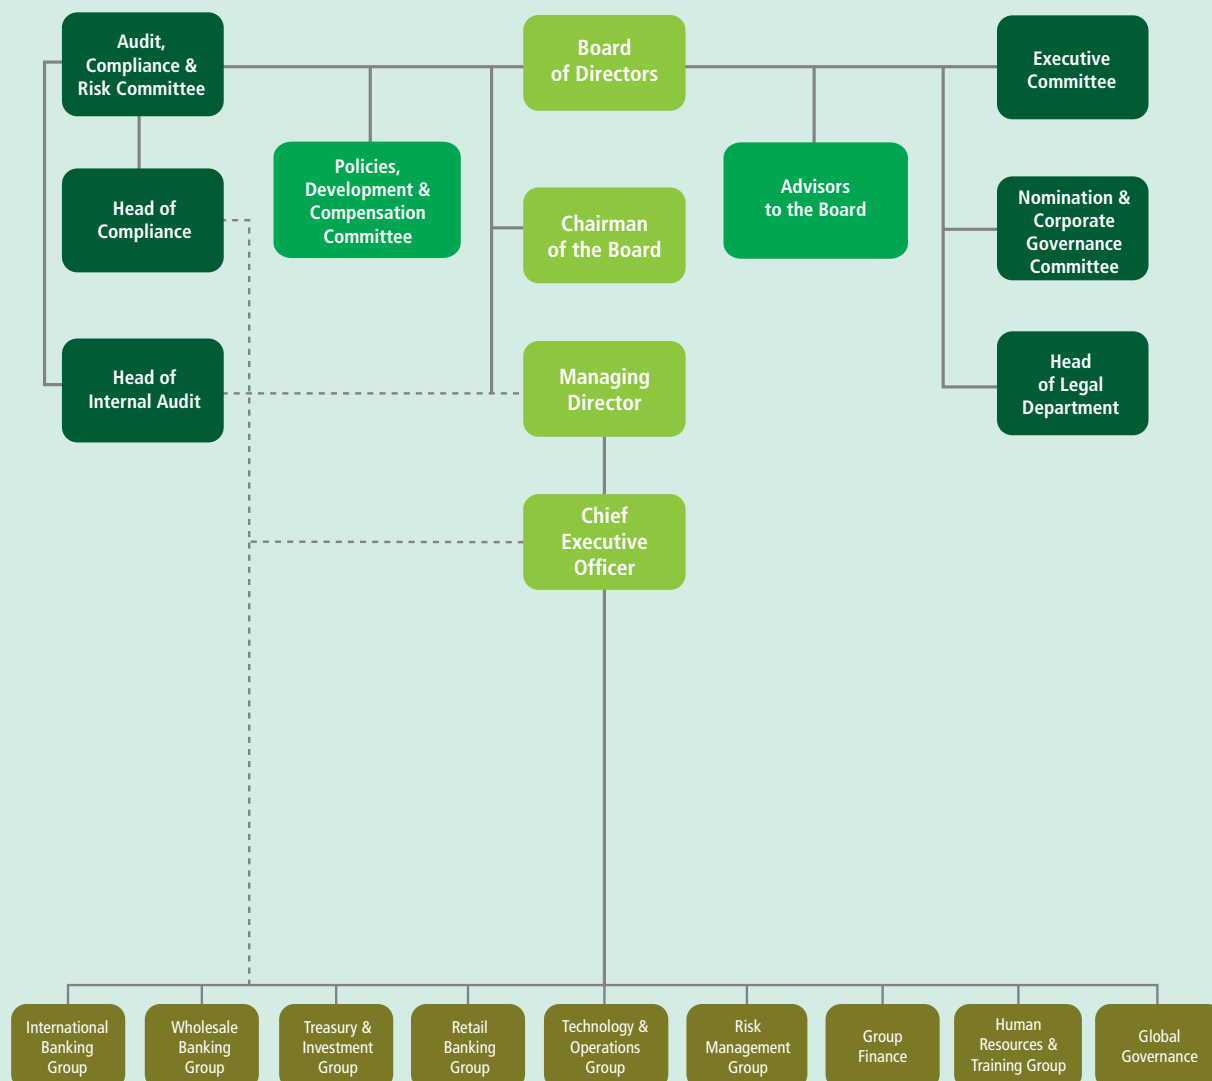 Audit,
Compliance &
Risk Committee
Board
of Directors
Executive
Committee
Policies,
Development &
Compensation
Committee
Advisors
to the Board
Head of
Compliance
Chairman
of the Board
Nomination &
Corporate
Governance
Committee
Head of
Internal Audit
Managing
Director
Head
of Legal
Department
Chief
Executive
Officer
International
Banking
Group
Wholesale
Banking
Group
Treasury &
Investment
Group
Retail
Banking
Group
Technology &
Operations
Group
Risk
Management
Group
Group
Finance
Human
Resources &
Training Group
Global
Governance